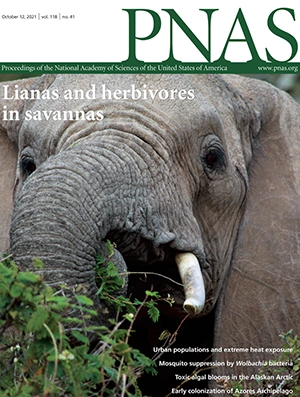 October 12, 2021 | vol. 118 | no. 41
PNAS
Proceedings of the National Academy of Sciences of the United States of America
www.pnas.org
Lianas and herbivores
in savannas
Urban populations and extreme heat exposure
Mosquito suppression by Wolbachia bacteria
Toxic algal blooms in the Alaskan Arctic
Early colonization of Azores Archipelago